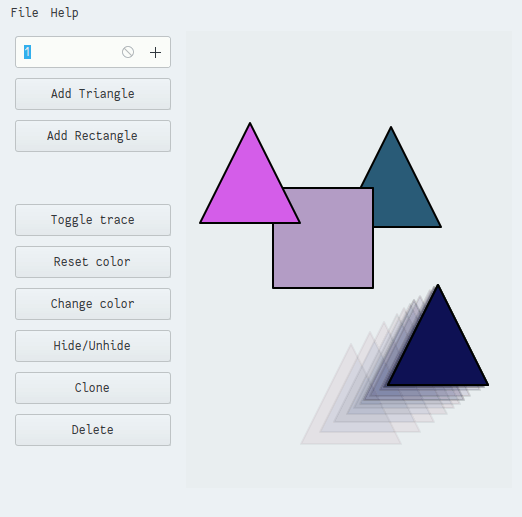 File Help
1
Add Triangle
Add Rectangle
Toggle trace
Reset color
Change color
Hide/Unhide
Clone
Delete